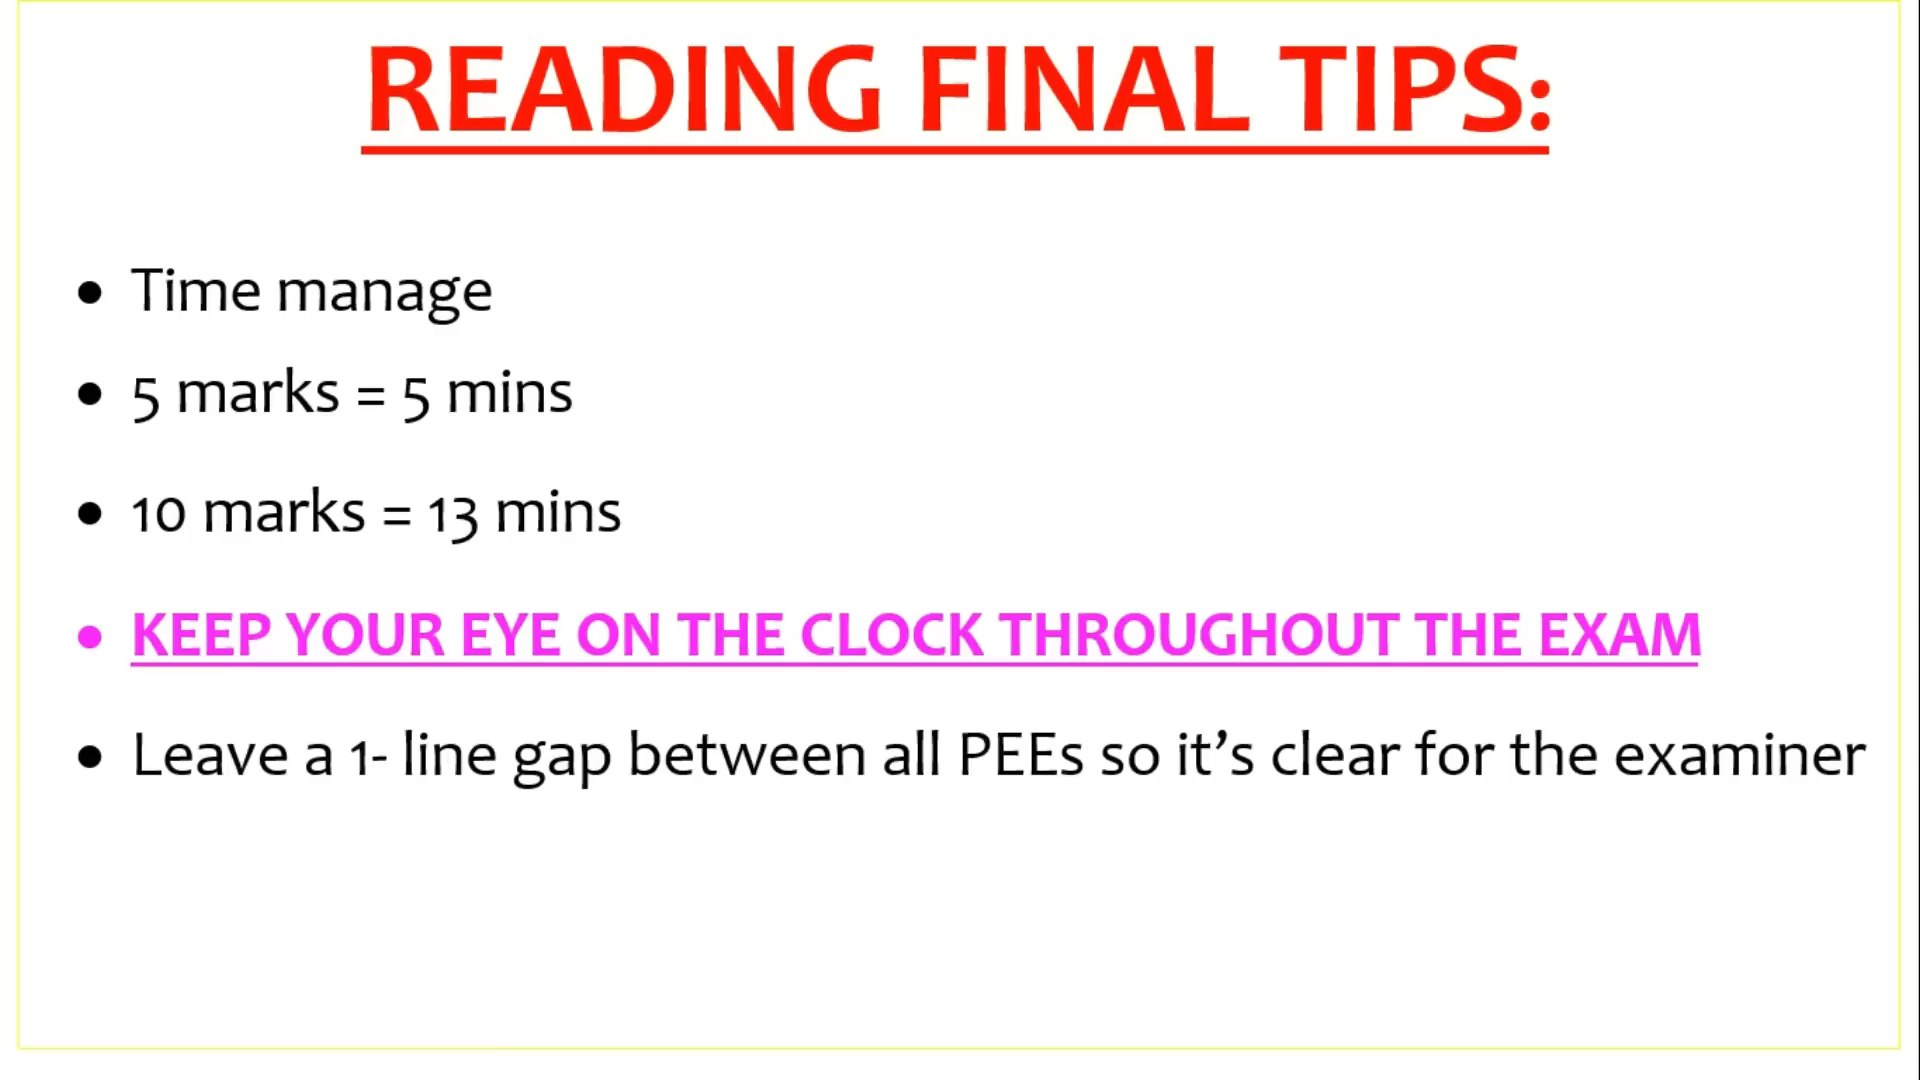 READING FINAL TIPS:
• Time manage
• 5 marks = 5 mins
• 10 marks = 13 mins
• KEEP YOUR EYE ON THE CLOCK THROUGHOUT THE EXAM
• Leave a 1- line gap between all PEEs so it’s clear for the examiner